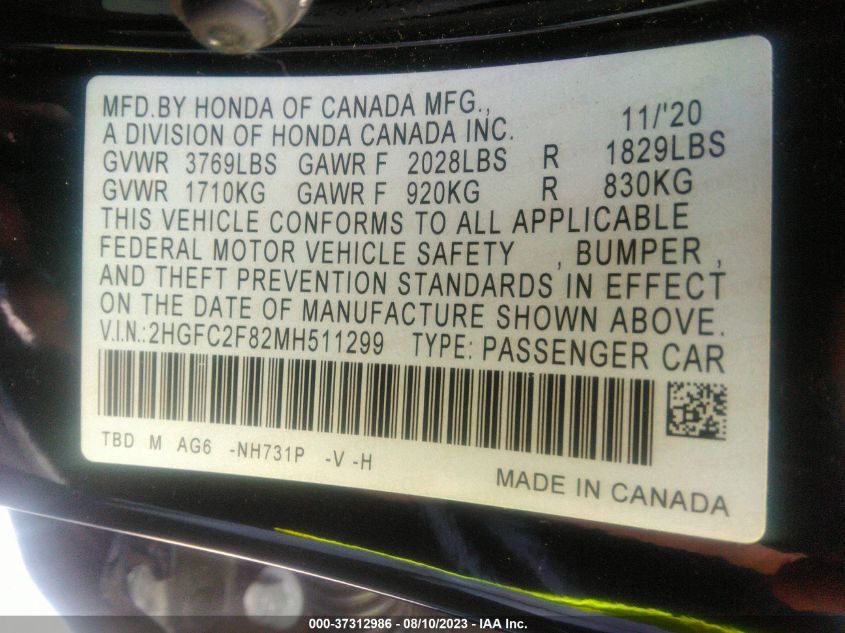 MFD.BY HONDA OF CANADA MFG., 11/'20
A DIVISION OF HONDA CANADA INC.
GVWR 3769LBS GAWR F 2028LBS R 1829LBS
GVWR 1710KG GAWR F 920KG R 830KG
THIS VEHICLE CONFORMS TO ALL APPLICABLE
FEDERAL MOTOR VEHICLE SAFETY , BUMPER ,
AND THEFT PREVENTION STANDARDS IN EFFECT
ON THE DATE OF MANUFACTURE SHOWN ABOVE.
V.I.N.:2HGFC2F82MH511299 TYPE: PASSENGER CAR
TBD M AG6 -NH731P -V -H
MADE IN CANADA
000-37312986 - 08/10/2023 - IAA Inc.